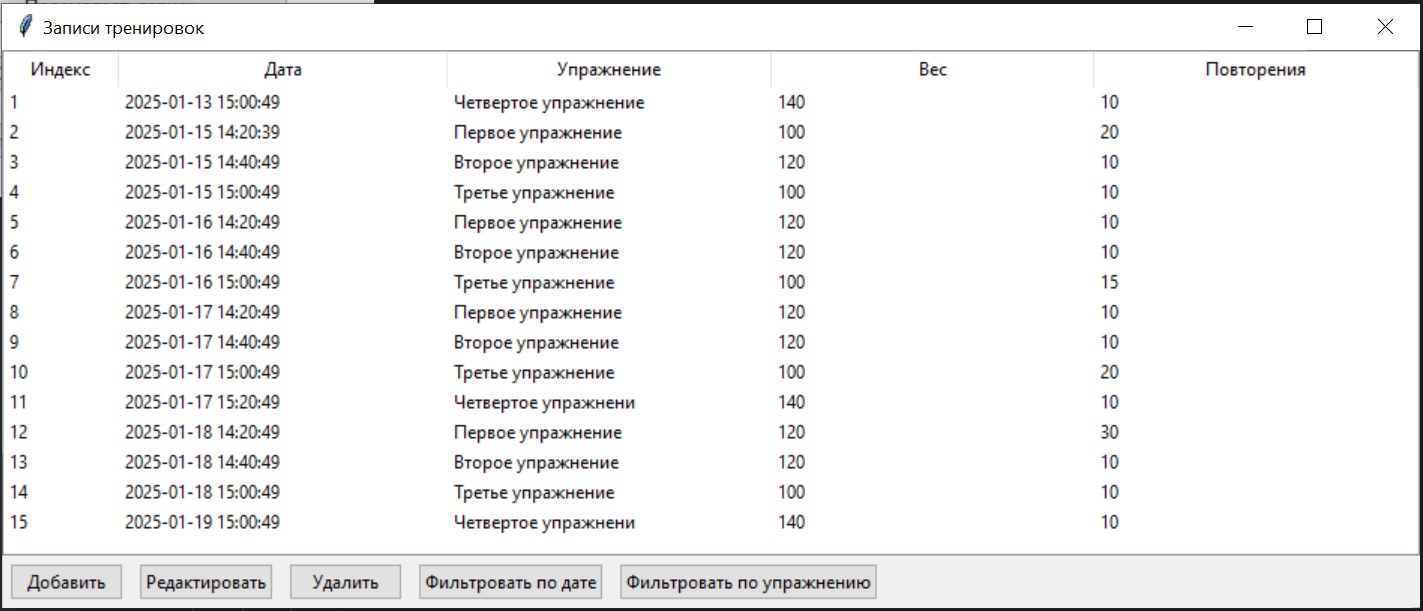 Записи тренировок
Индекс Дата Упражнение Вес Повторения
1 2025-01-13 15:00:49 Четвертое упражнение 140 10
2 2025-01-15 14:20:39 Первое упражнение 100 20
3 2025-01-15 14:40:49 Второе упражнение 120 10
4 2025-01-15 15:00:49 Третье упражнение 100 10
5 2025-01-16 14:20:49 Первое упражнение 120 10
6 2025-01-16 14:40:49 Второе упражнение 120 10
7 2025-01-16 15:00:49 Третье упражнение 100 15
8 2025-01-17 14:20:49 Первое упражнение 120 10
9 2025-01-17 14:40:49 Второе упражнение 120 10
10 2025-01-17 15:00:49 Третье упражнение 100 20
11 2025-01-17 15:20:49 Четвертое упражнени 140 10
12 2025-01-18 14:20:49 Первое упражнение 120 30
13 2025-01-18 14:40:49 Второе упражнение 120 10
14 2025-01-18 15:00:49 Третье упражнение 100 10
15 2025-01-19 15:00:49 Четвертое упражнени 140 10
Добавить Редактировать Удалить Фильтровать по дате Фильтровать по упражнению